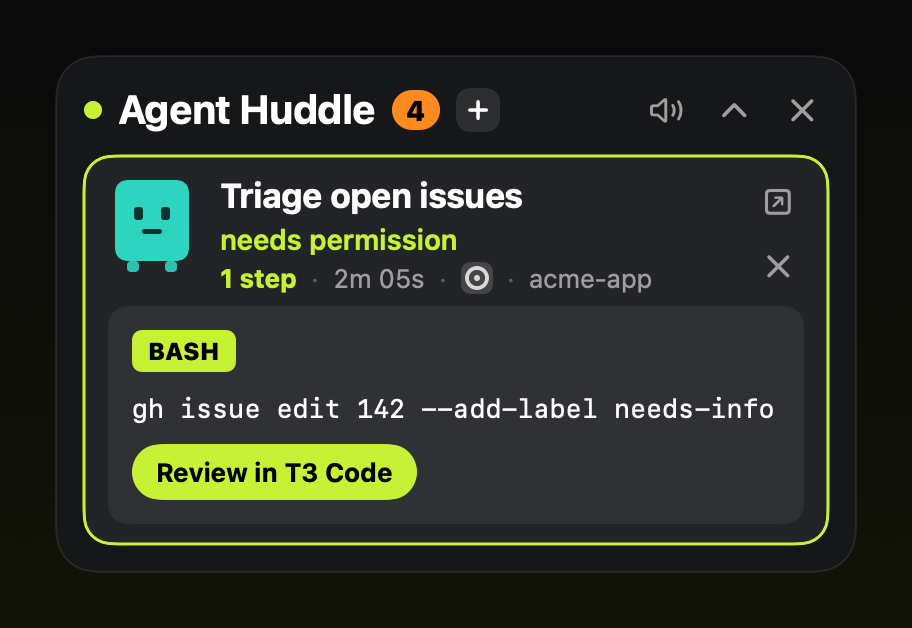 Agent Huddle 4 +
Triage open issues
needs permission
1 step · 2m 05s · · acme-app
BASH
gh issue edit 142 --add-label needs-info
Review in T3 Code